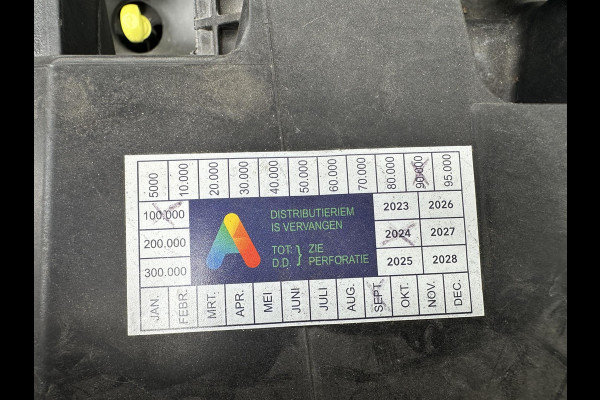 5000 10.000 20.000 30.000 40.000 50.000 60.000 70.000 80.000 90.000 95.000
100.000
200.000
300.000
DISTRIBUTIERIEM
IS VERVANGEN
TOT: } ZIE
D.D. PERFORATIE
2023 2026
2024 2027
2025 2028
JAN. FEBR. MRT. APR. MEI JUNI JULI AUG. SEPT. OKT. NOV. DEC.